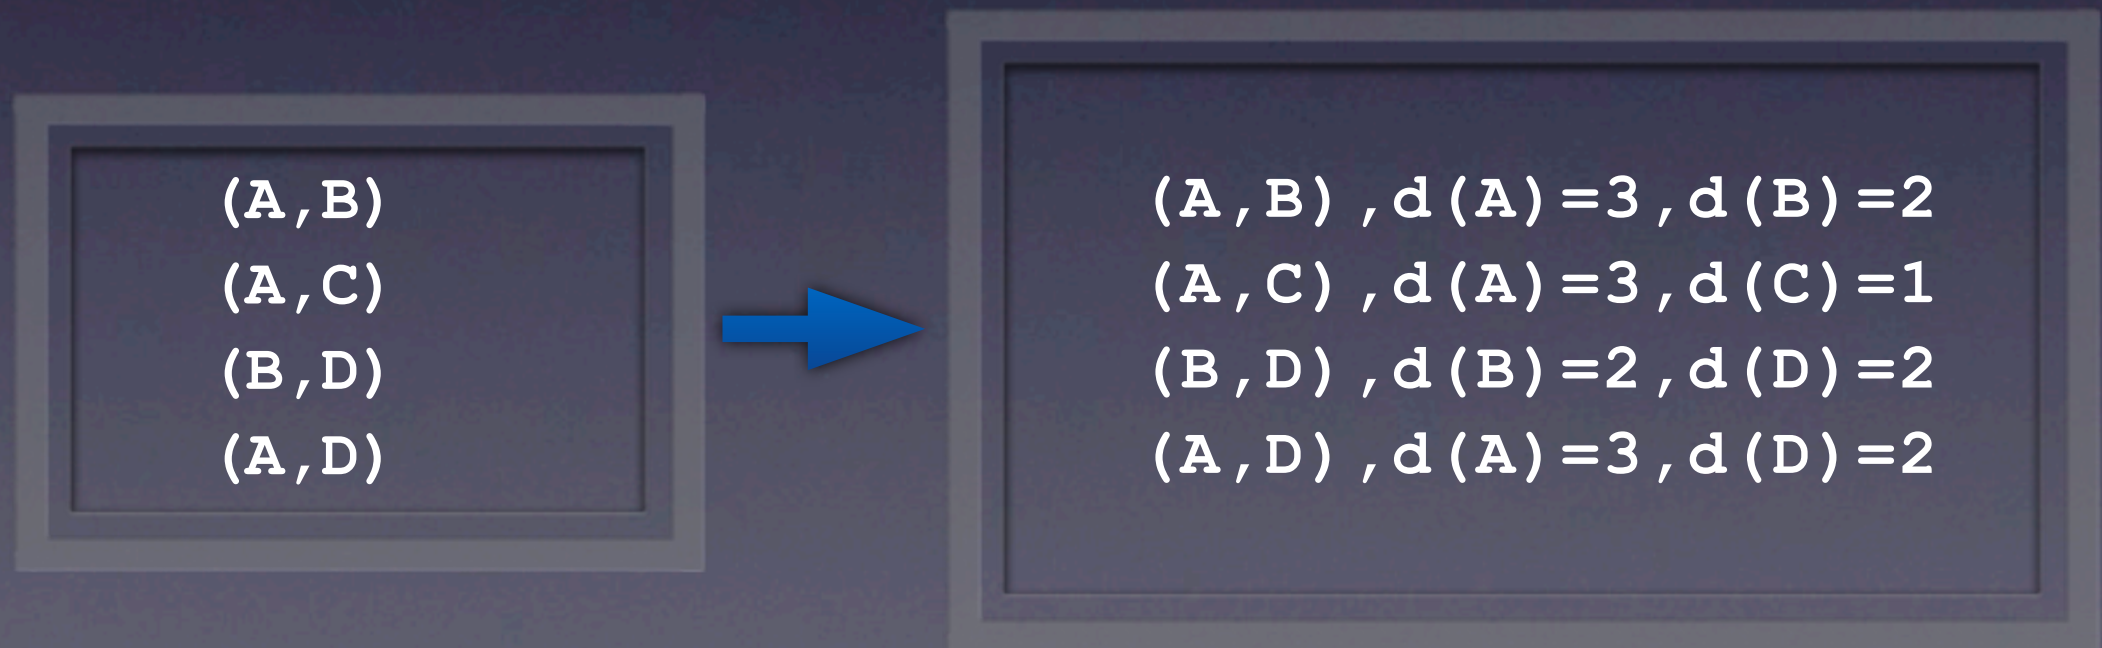 (A,B)
(A,C)
(B,D)
(A,D)
(A,B),d(A)=3,d(B)=2
(A,C),d(A)=3,d(C)=1
(B,D),d(B)=2,d(D)=2
(A,D),d(A)=3,d(D)=2